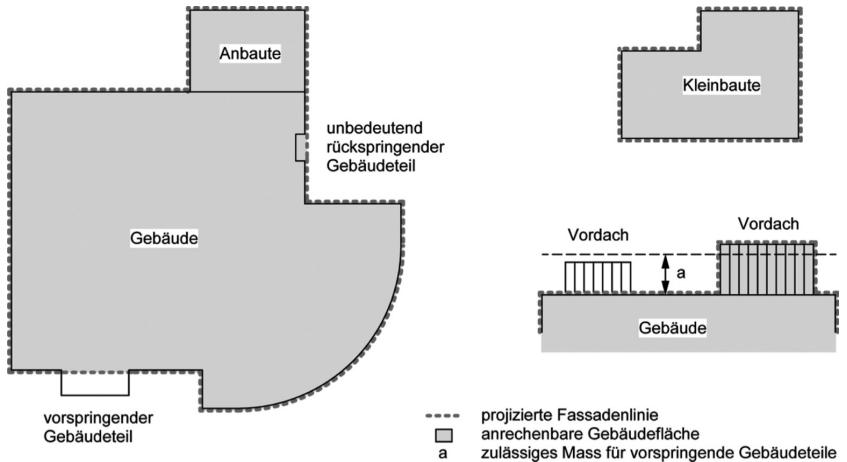 Anbaute
Kleinbaute
unbedeutend
rückspringender
Gebäudeteil
Gebäude
Vordach
Vordach
a
Gebäude
vorspringender
Gebäudeteil
projizierte Fassadenlinie
anrechenbare Gebäudefläche
a zulässiges Mass für vorspringende Gebäudeteile